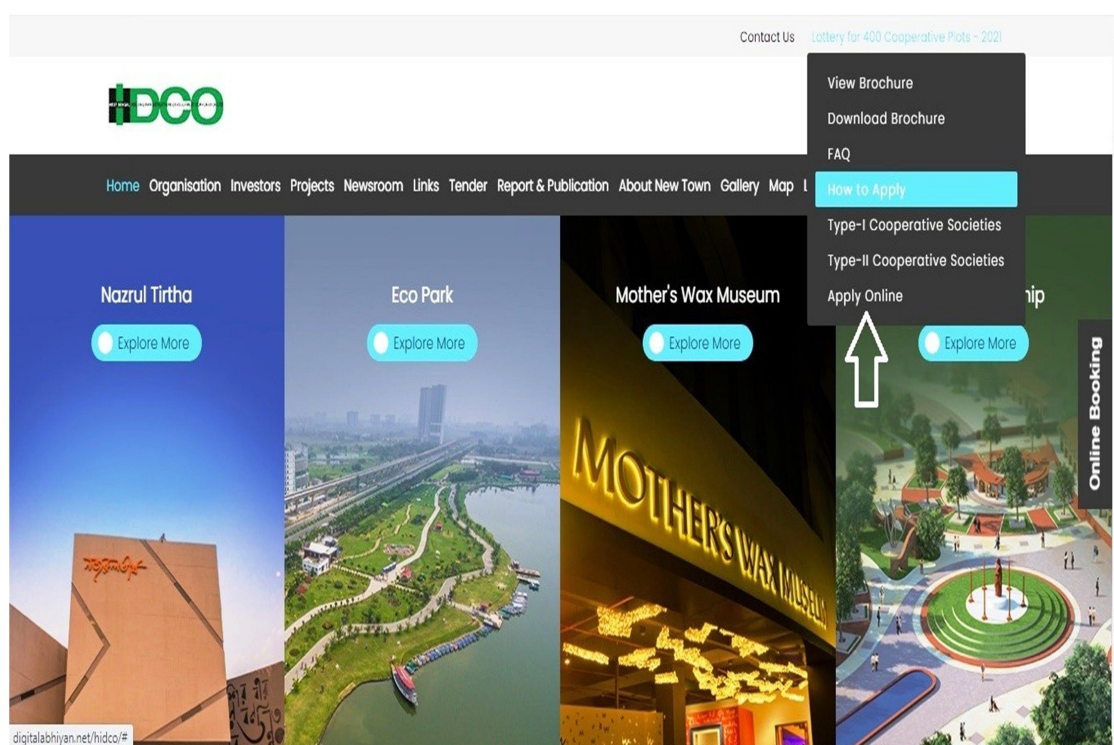 Contact Us Lottery for 400 Cooperative Plots - 2021
View Brochure
Download Brochure
FAQ
How to Apply
Type-I Cooperative Societies
Type-II Cooperative Societies
Apply Online
HDCO
Home Organisation Investors Projects Newsroom Links Tender Report & Publication About New Town Gallery Map L
Nazrul Tirtha
Explore More
Eco Park
Explore More
Mother's Wax Museum
Explore More
hip
Explore More
Online Booking
MOTHER'S WAX MUSEUM
digitalabhiyan.net/hidco/#